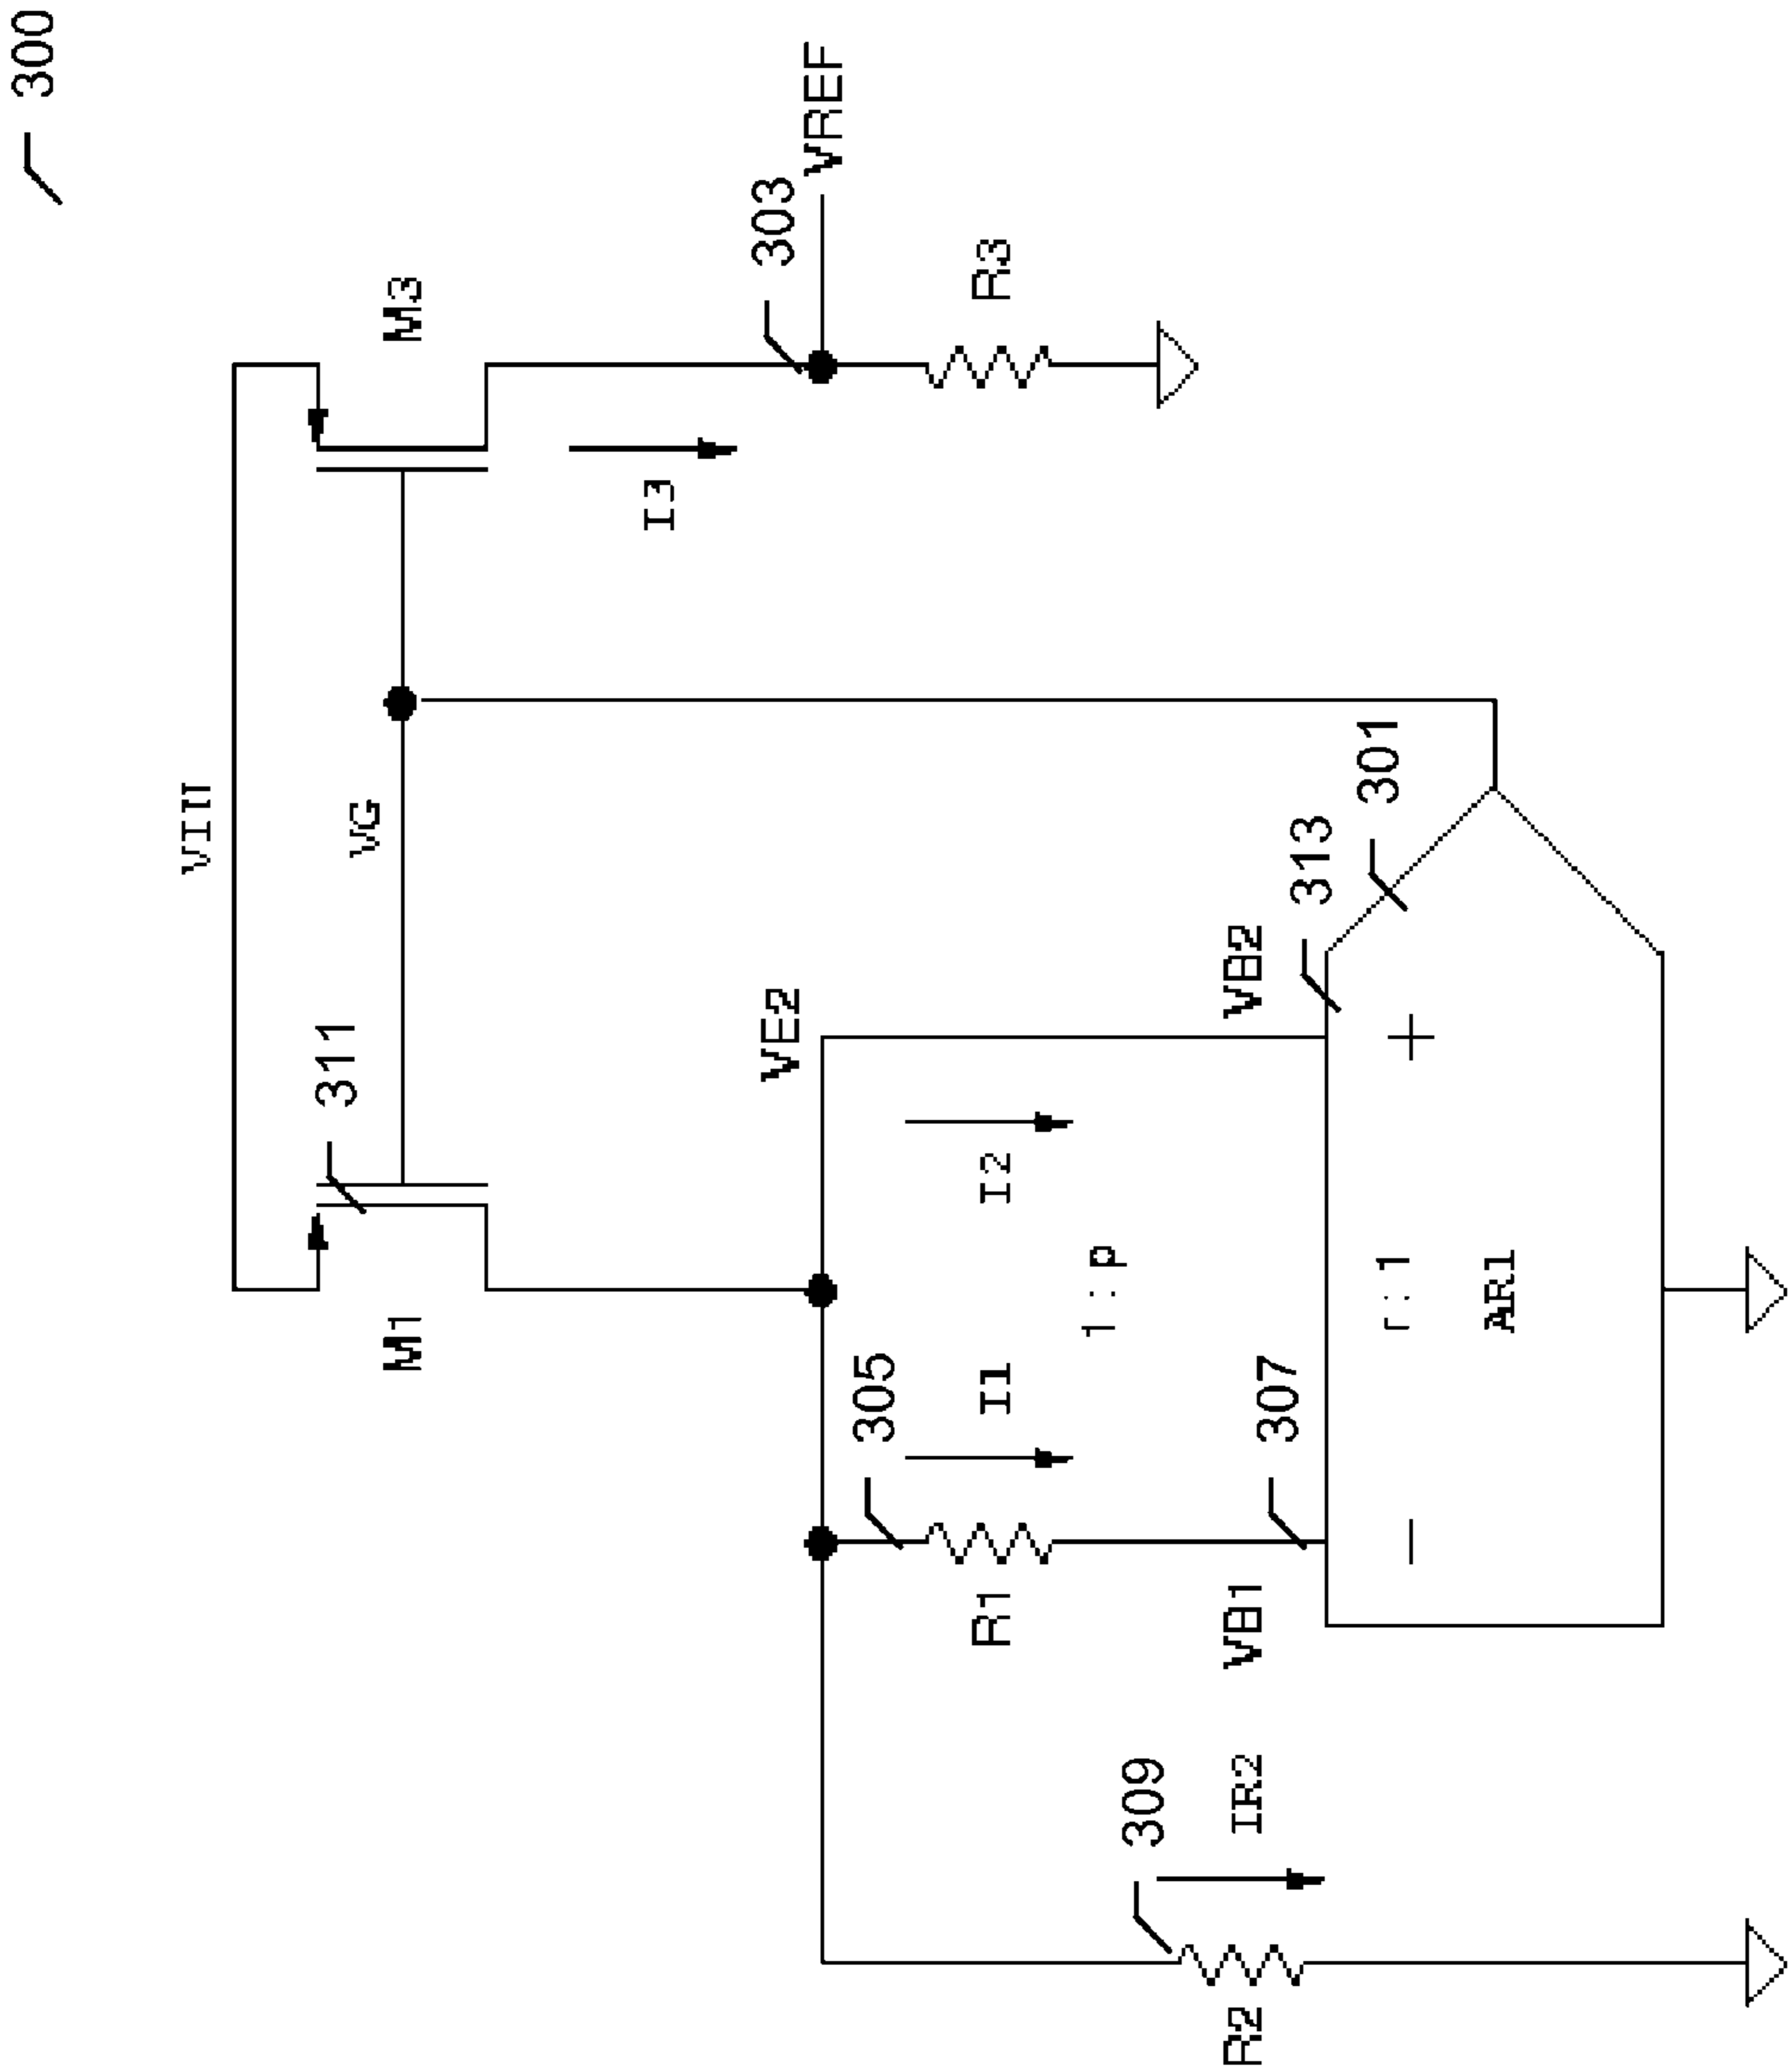 300
VREF
303
R3
M3
I3
VG
301
313
VB2
VE2
311
I2
1:p
r:1
AR1
M1
305
I1
307
R1
VB1
309
IR2
R2
+
−